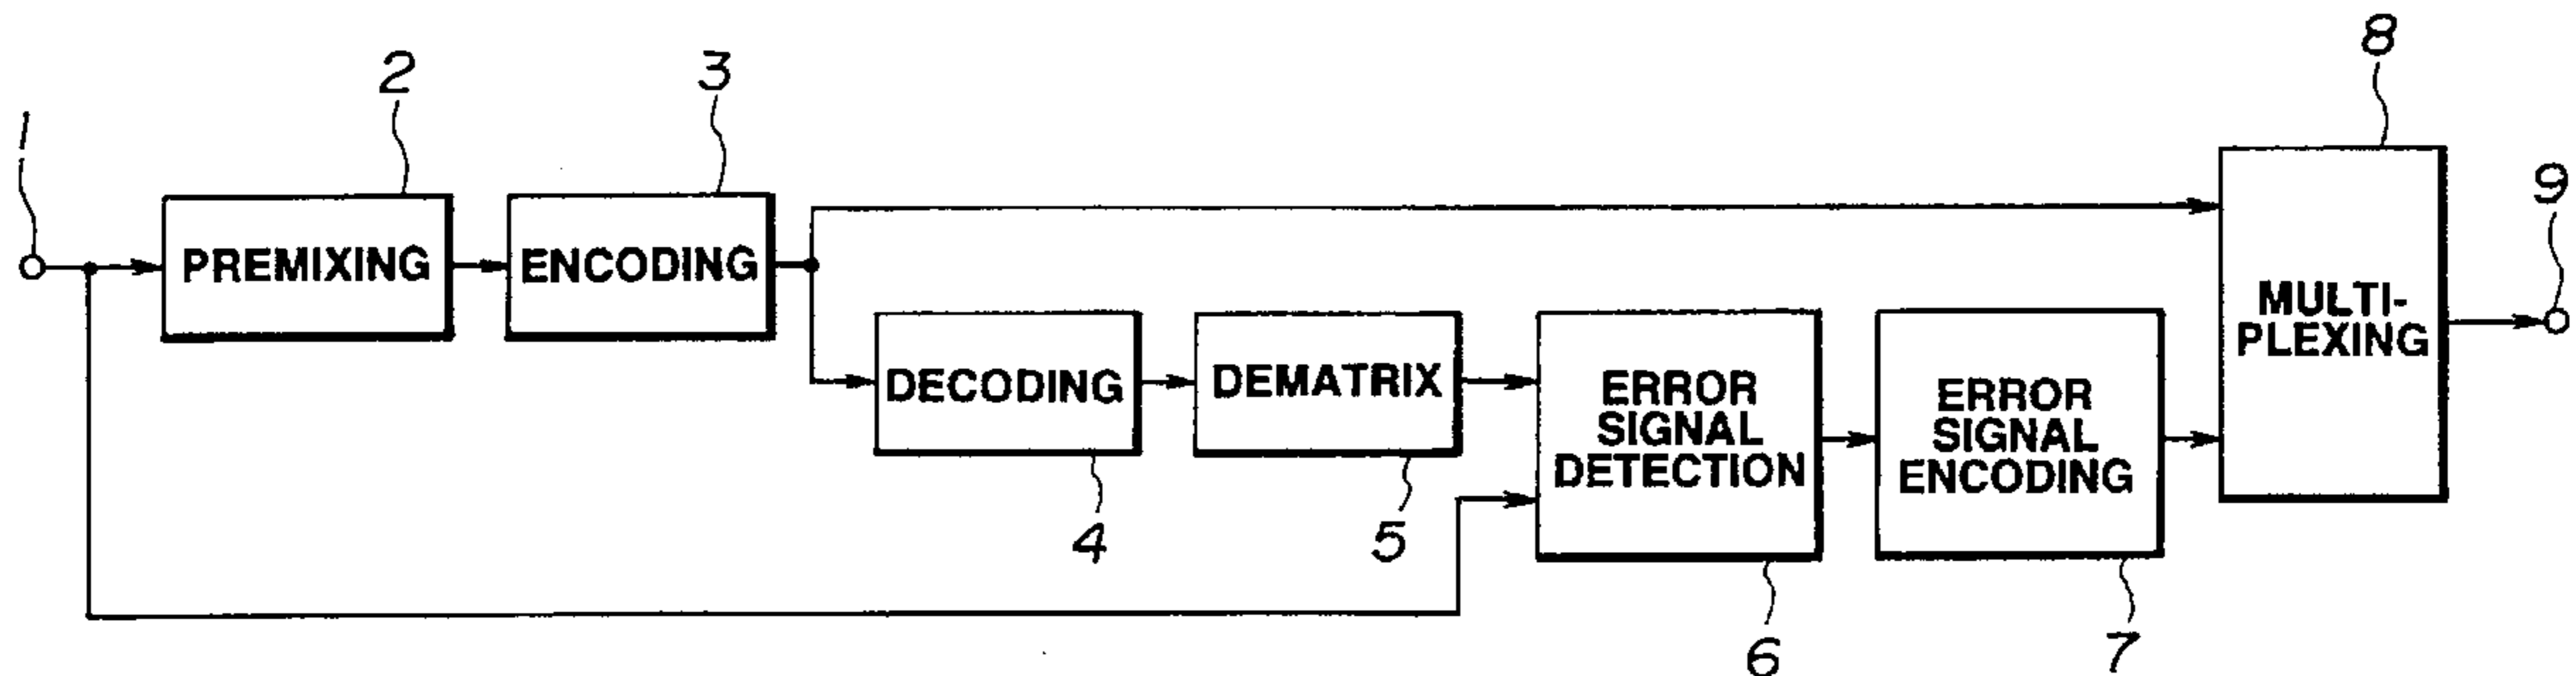 1
2
3
8
9
PREMIXING
ENCODING
MULTI-
PLEXING
DECODING
DEMATRIX
ERROR
SIGNAL
DETECTION
ERROR
SIGNAL
ENCODING
4
5
6
7